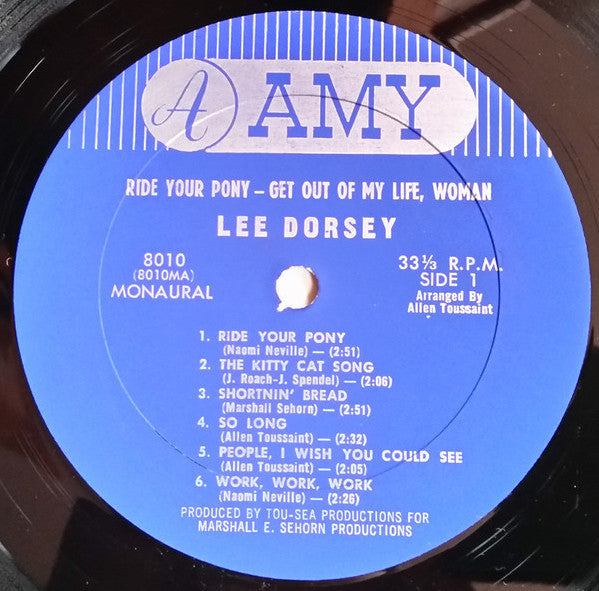 A AMY
RIDE YOUR PONY – GET OUT OF MY LIFE, WOMAN
LEE DORSEY
8010
(8010MA)
MONAURAL
33⅓ R.P.M.
SIDE 1
Arranged By
Allen Toussaint
1. RIDE YOUR PONY
(Naomi Neville) — (2:51)
2. THE KITTY CAT SONG
(J. Roach–J. Spendel) — (2:06)
3. SHORTNIN' BREAD
(Marshall Sehorn) — (2:51)
4. SO LONG
(Allen Toussaint) — (2:32)
5. PEOPLE, I WISH YOU COULD SEE
(Allen Toussaint) — (2:05)
6. WORK, WORK, WORK
(Naomi Neville) — (2:26)
PRODUCED BY TOU-SEA PRODUCTIONS FOR
MARSHALL E. SEHORN PRODUCTIONS